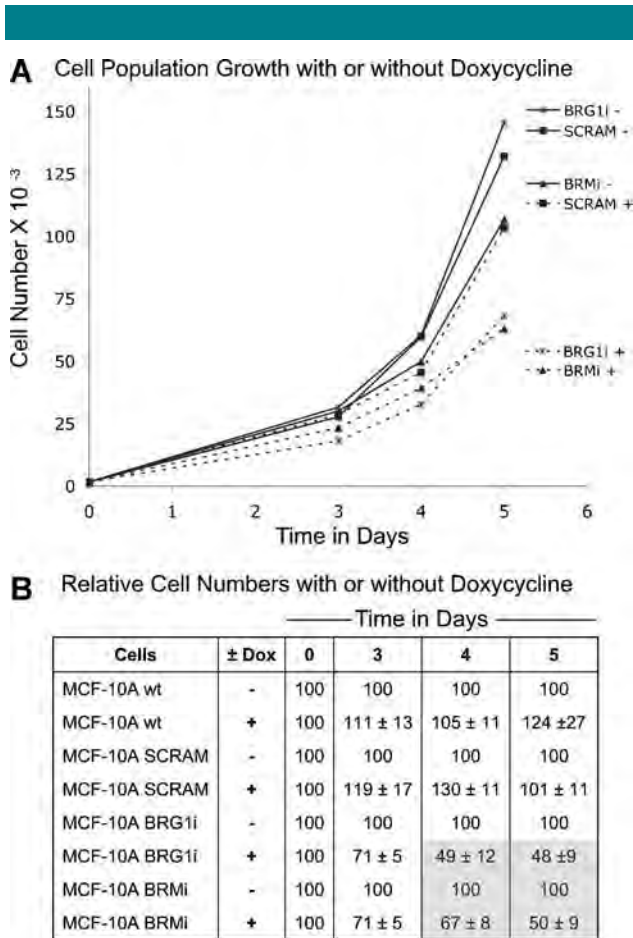 A Cell Population Growth with or without Doxycycline
150
125
100
75
50
25
0
Cell Number X 10 -3
BRG1i -
SCRAM -
BRMi -
SCRAM +
BRG1i +
BRMi +
0 1 2 3 4 5 6
Time in Days
B Relative Cell Numbers with or without Doxycycline
Time in Days
Cells ± Dox 0 3 4 5
MCF-10A wt - 100 100 100 100
MCF-10A wt + 100 111 ± 13 105 ± 11 124 ±27
MCF-10A SCRAM - 100 100 100 100
MCF-10A SCRAM + 100 119 ± 17 130 ± 11 101 ± 11
MCF-10A BRG1i - 100 100 100 100
MCF-10A BRG1i + 100 71 ± 5 49 ± 12 48 ±9
MCF-10A BRMi - 100 100 100 100
MCF-10A BRMi + 100 71 ± 5 67 ± 8 50 ± 9